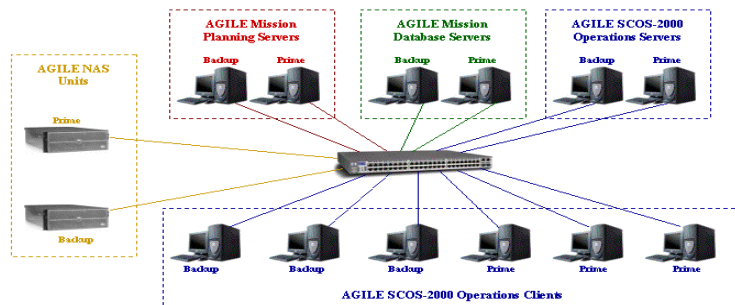 AGILE Mission
Planning Servers
Backup
Prime
AGILE Mission
Database Servers
Backup
Prime
AGILE SCOS-2000
Operations Servers
Backup
Prime
AGILE NAS
Units
Prime
Backup
Backup
Backup
Backup
Prime
Prime
Prime
AGILE SCOS-2000 Operations Clients